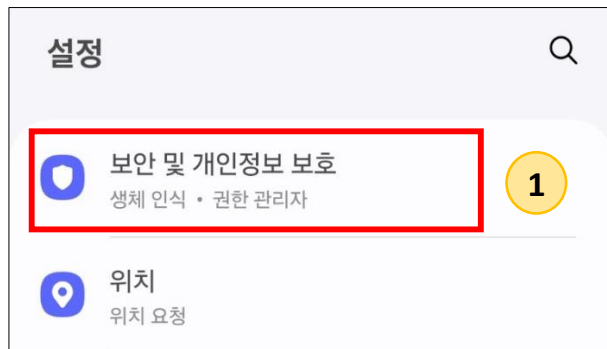 설정
보안 및 개인정보 보호
생체 인식 • 권한 관리자
1
위치
위치 요청